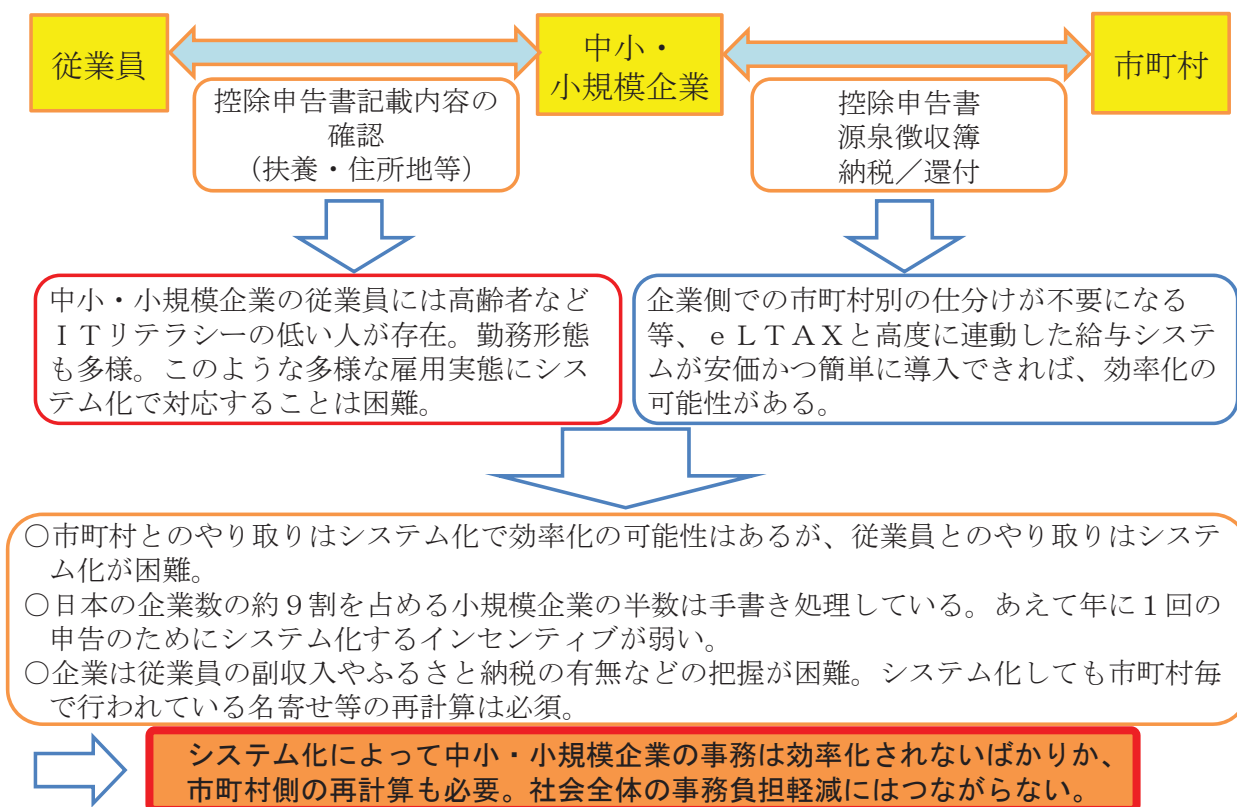 従業員
中小・
小規模企業
市町村
控除申告書記載内容の
確認
(扶養・住所地等)
控除申告書
源泉徴収簿
納税／還付
中小・小規模企業の従業員には高齢者など
ＩＴリテラシーの低い人が存在。勤務形態
も多様。このような多様な雇用実態にシス
テム化で対応することは困難。
企業側での市町村別の仕分けが不要になる
等、ｅＬＴＡＸと高度に連動した給与システ
ムが安価かつ簡単に導入できれば、効率化の
可能性がある。
○市町村とのやり取りはシステム化で効率化の可能性はあるが、従業員とのやり取りはシステ
ム化が困難。
○日本の企業数の約９割を占める小規模企業の半数は手書き処理している。あえて年に１回の
申告のためにシステム化するインセンティブが弱い。
○企業は従業員の副収入やふるさと納税の有無などの把握が困難。システム化しても市町村毎
で行われている名寄せ等の再計算は必須。
システム化によって中小・小規模企業の事務は効率化されないばかりか、
市町村側の再計算も必要。社会全体の事務負担軽減にはつながらない。